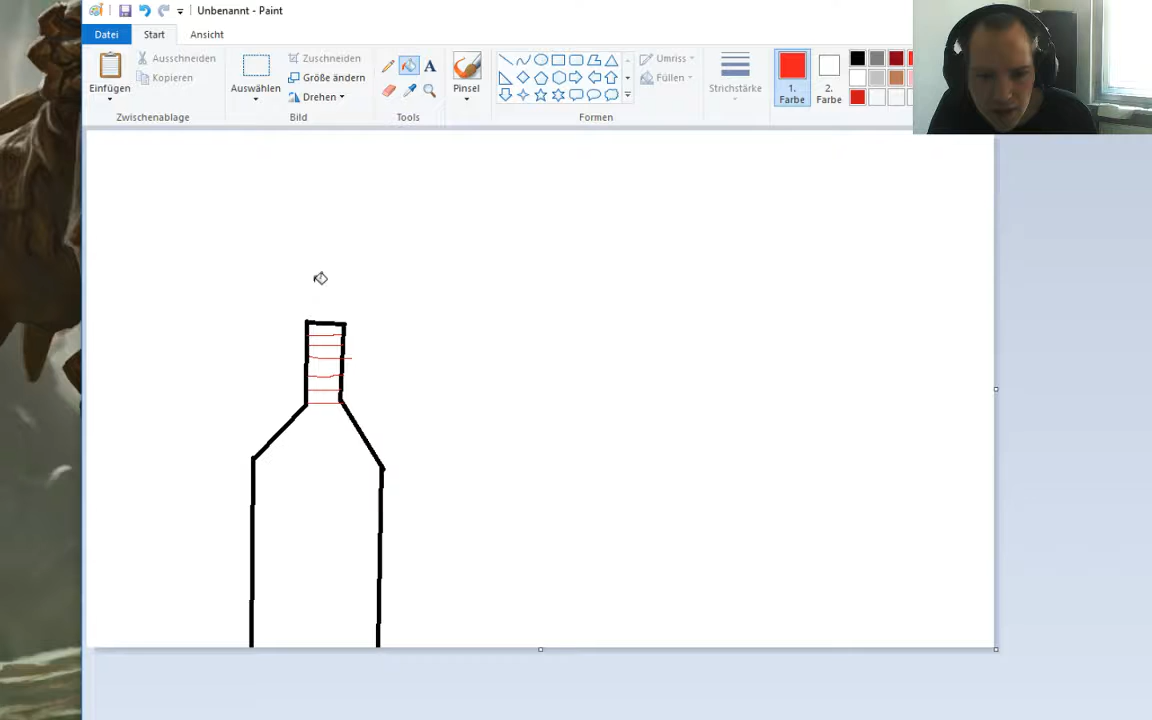 Unbenannt - Paint
Datei
Start
Ansicht
Einfügen
Ausschneiden
Kopieren
Zwischenablage
Auswählen
Zuschneiden
Größe ändern
Drehen
Bild
A
Tools
Pinsel
Formen
Umriss
Füllen
Strichstärke
1.
Farbe
2.
Farbe